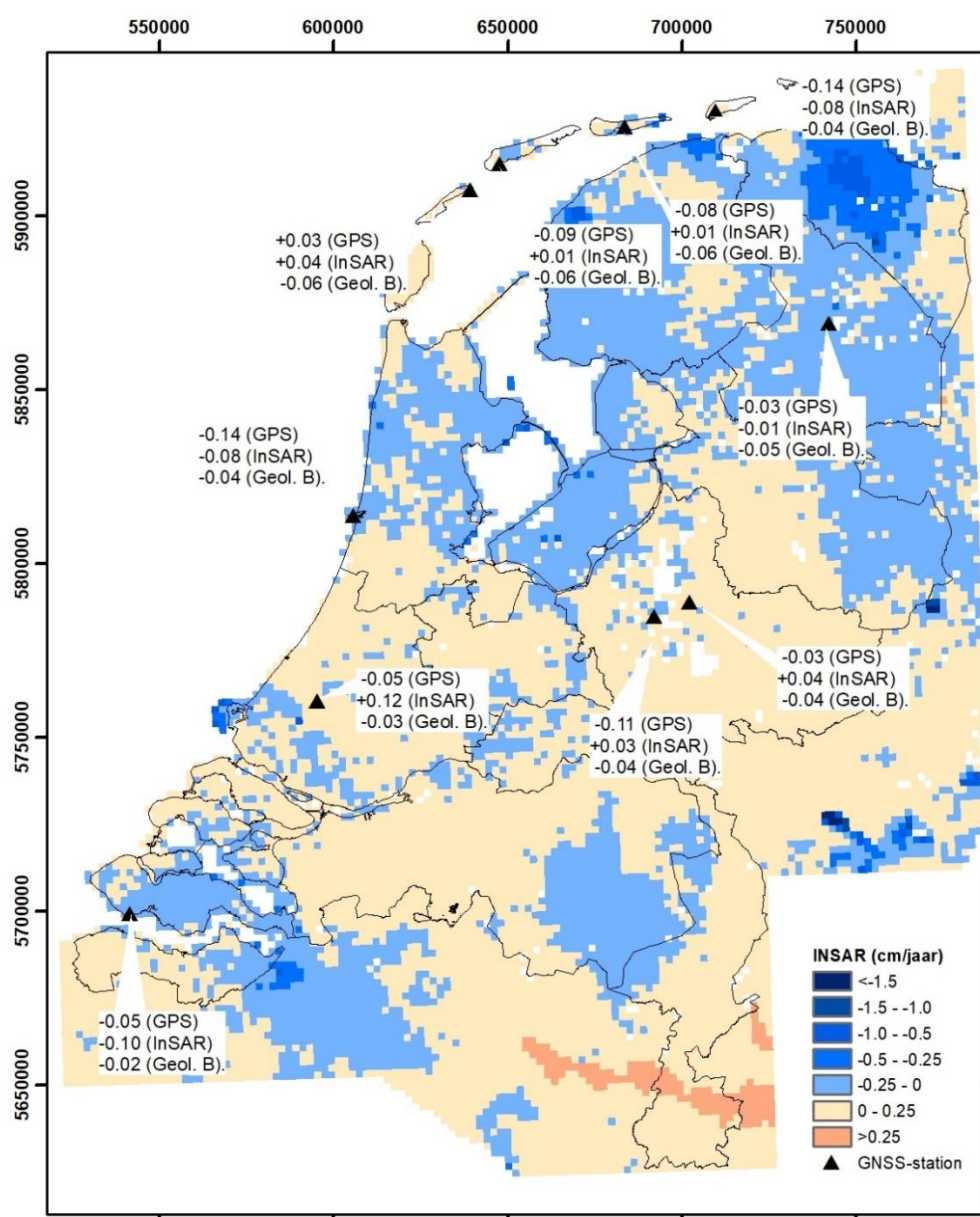 550000 600000 650000 700000 750000
5900000
5850000
5800000
5750000
5700000
5650000
-0.14 (GPS)
-0.08 (InSAR)
-0.04 (Geol. B).
-0.08 (GPS)
+0.01 (InSAR)
-0.06 (Geol. B).
-0.09 (GPS)
+0.01 (InSAR)
-0.06 (Geol. B).
+0.03 (GPS)
+0.04 (InSAR)
-0.06 (Geol. B).
-0.03 (GPS)
-0.01 (InSAR)
-0.05 (Geol. B).
-0.14 (GPS)
-0.08 (InSAR)
-0.04 (Geol. B).
-0.03 (GPS)
+0.04 (InSAR)
-0.04 (Geol. B).
-0.05 (GPS)
+0.12 (InSAR)
-0.03 (Geol. B).
-0.11 (GPS)
+0.03 (InSAR)
-0.04 (Geol. B).
-0.05 (GPS)
-0.10 (InSAR)
-0.02 (Geol. B).
INSAR (cm/jaar)
<-1.5
-1.5 - -1.0
-1.0 - -0.5
-0.5 - -0.25
-0.25 - 0
0 - 0.25
>0.25
GNSS-station